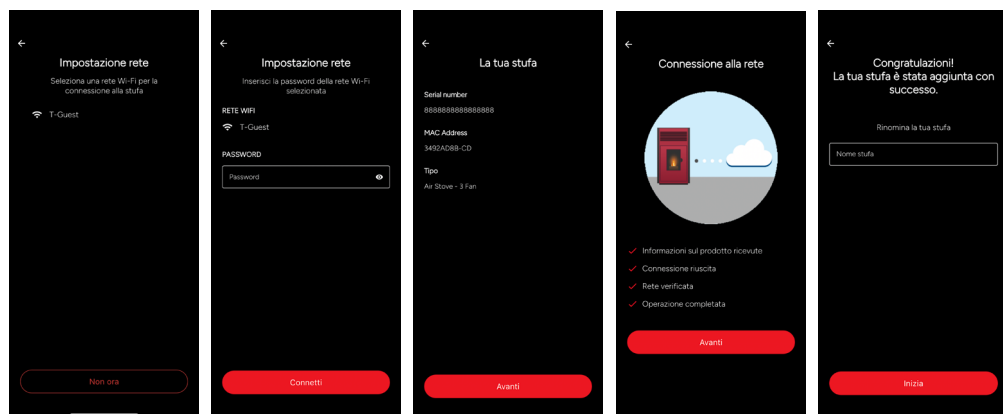 Impostazione rete
Seleziona una rete Wi-Fi per la
connessione alla stufa
T-Guest
Non ora
Impostazione rete
Inserisci la password della rete Wi-Fi
selezionata
RETE WIFI
T-Guest
PASSWORD
Password
Connetti
La tua stufa
Serial number
8888888888888888
MAC Address
3492AD8B-CD
Tipo
Air Stove - 3 Fan
Avanti
Connessione alla rete
Informazioni sul prodotto ricevute
Connessione riuscita
Rete verificata
Operazione completata
Avanti
Congratulazioni!
La tua stufa è stata aggiunta con
successo.
Rinomina la tua stufa
Nome stufa
Inizia